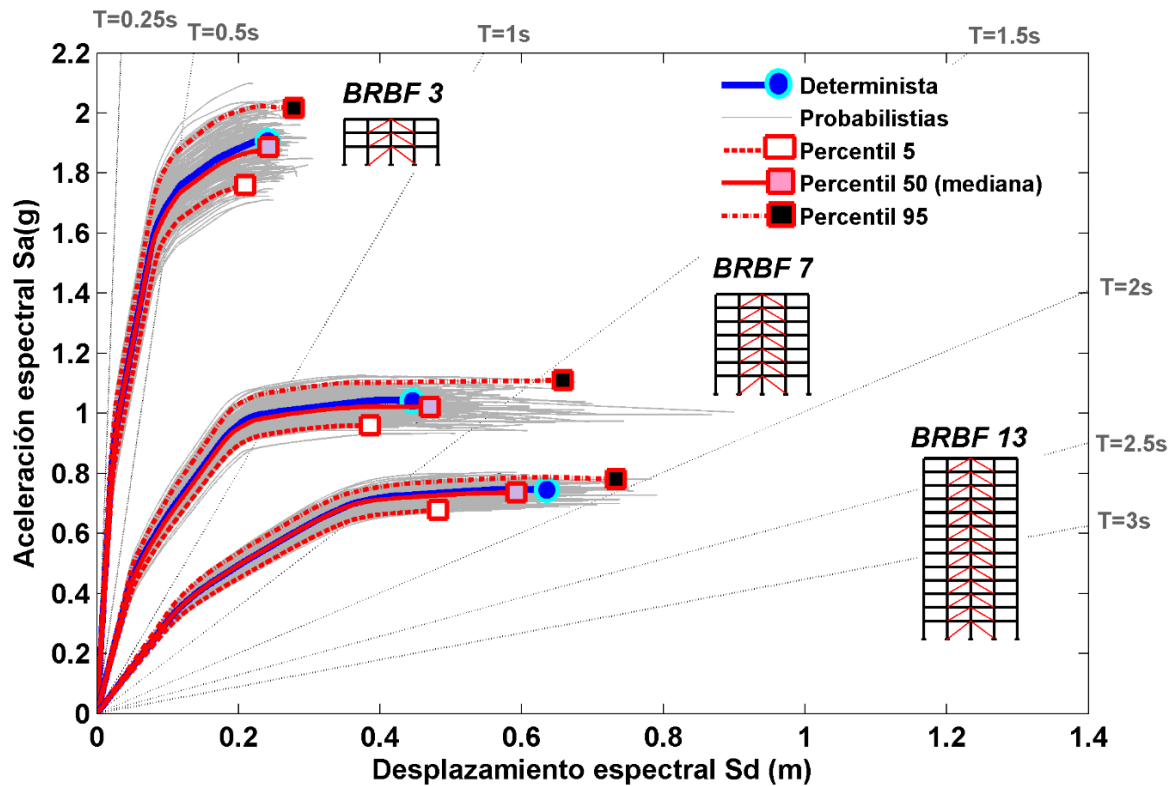 T=0.25s
T=0.5s
T=1s
T=1.5s
2.2
2
1.8
1.6
1.4
1.2
1
0.8
0.6
0.4
0.2
0
Aceleración espectral Sa(g)
BRBF 3
Determinista
Probabilistias
Percentil 5
Percentil 50 (mediana)
Percentil 95
BRBF 7
T=2s
BRBF 13
T=2.5s
T=3s
0 0.2 0.4 0.6 0.8 1 1.2 1.4
Desplazamiento espectral Sd (m)